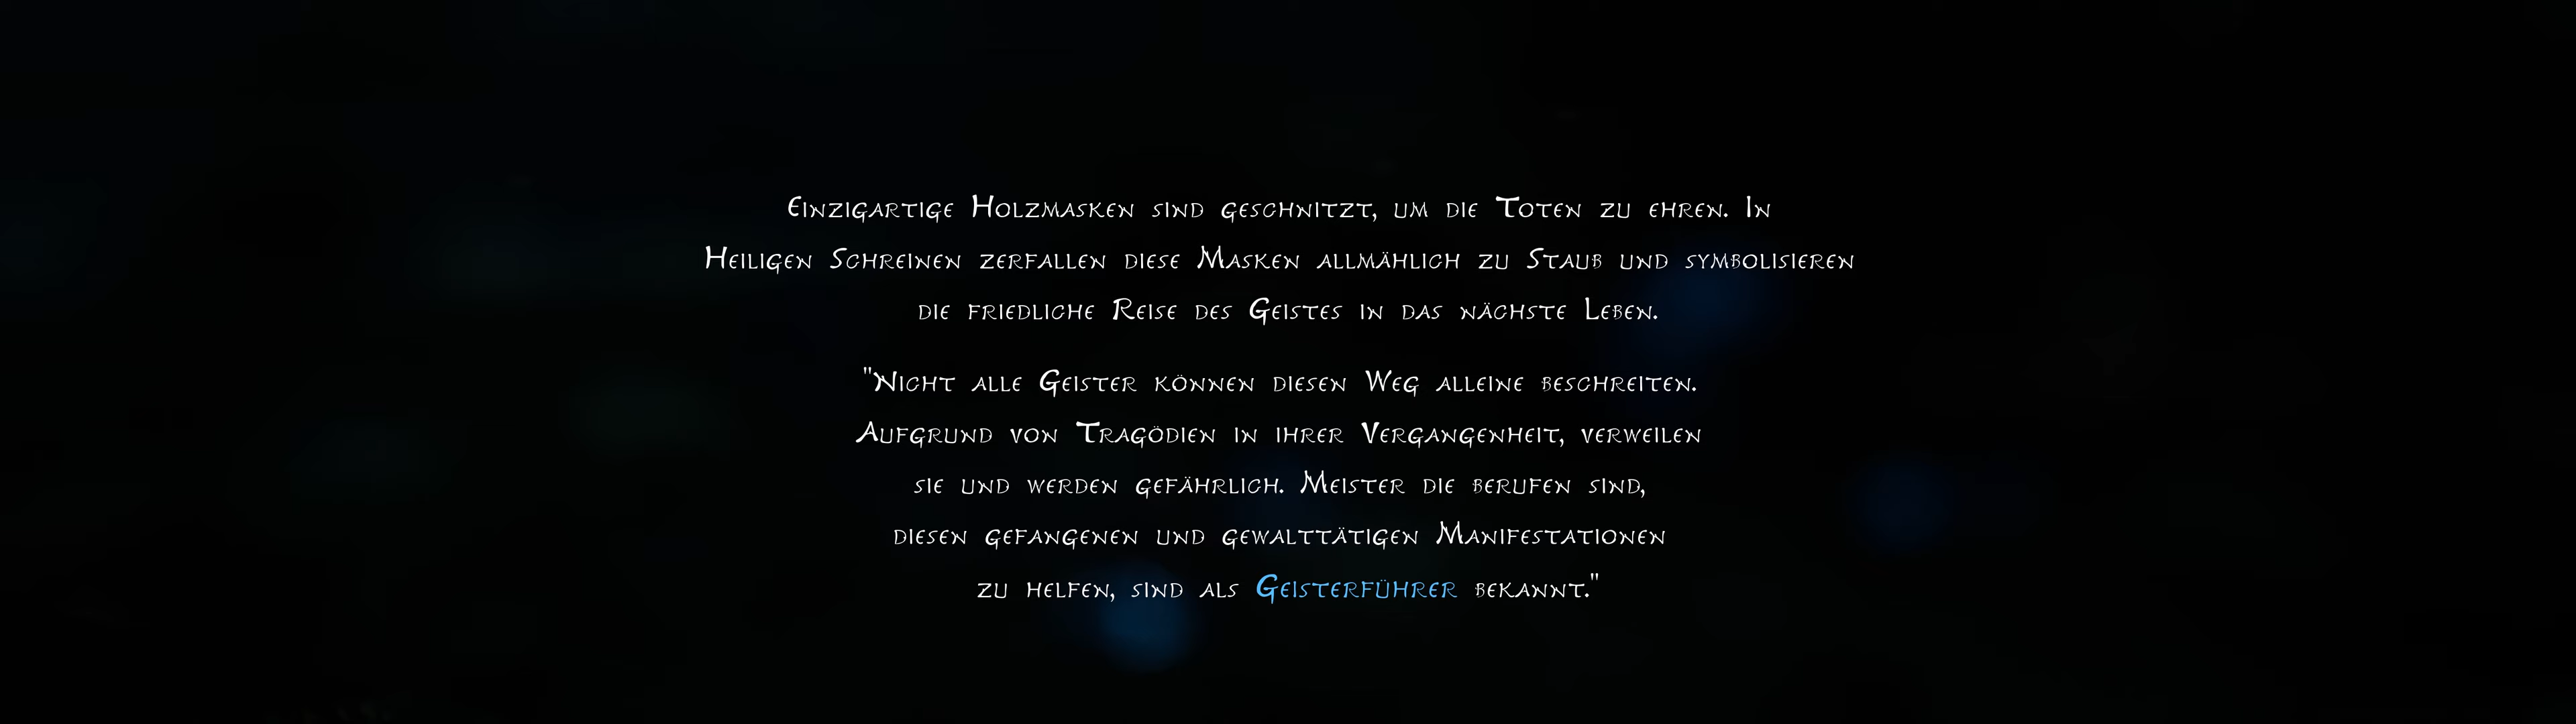 Einzigartige Holzmasken sind geschnitzt, um die Toten zu ehren. In
Heiligen Schreinen zerfallen diese Masken allmählich zu Staub und symbolisieren
die friedliche Reise des Geistes in das nächste Leben.
"Nicht alle Geister können diesen Weg alleine beschreiten.
Aufgrund von Tragödien in ihrer Vergangenheit, verweilen
sie und werden gefährlich. Meister die berufen sind,
diesen gefangenen und gewalttätigen Manifestationen
zu helfen, sind als Geisterführer bekannt."